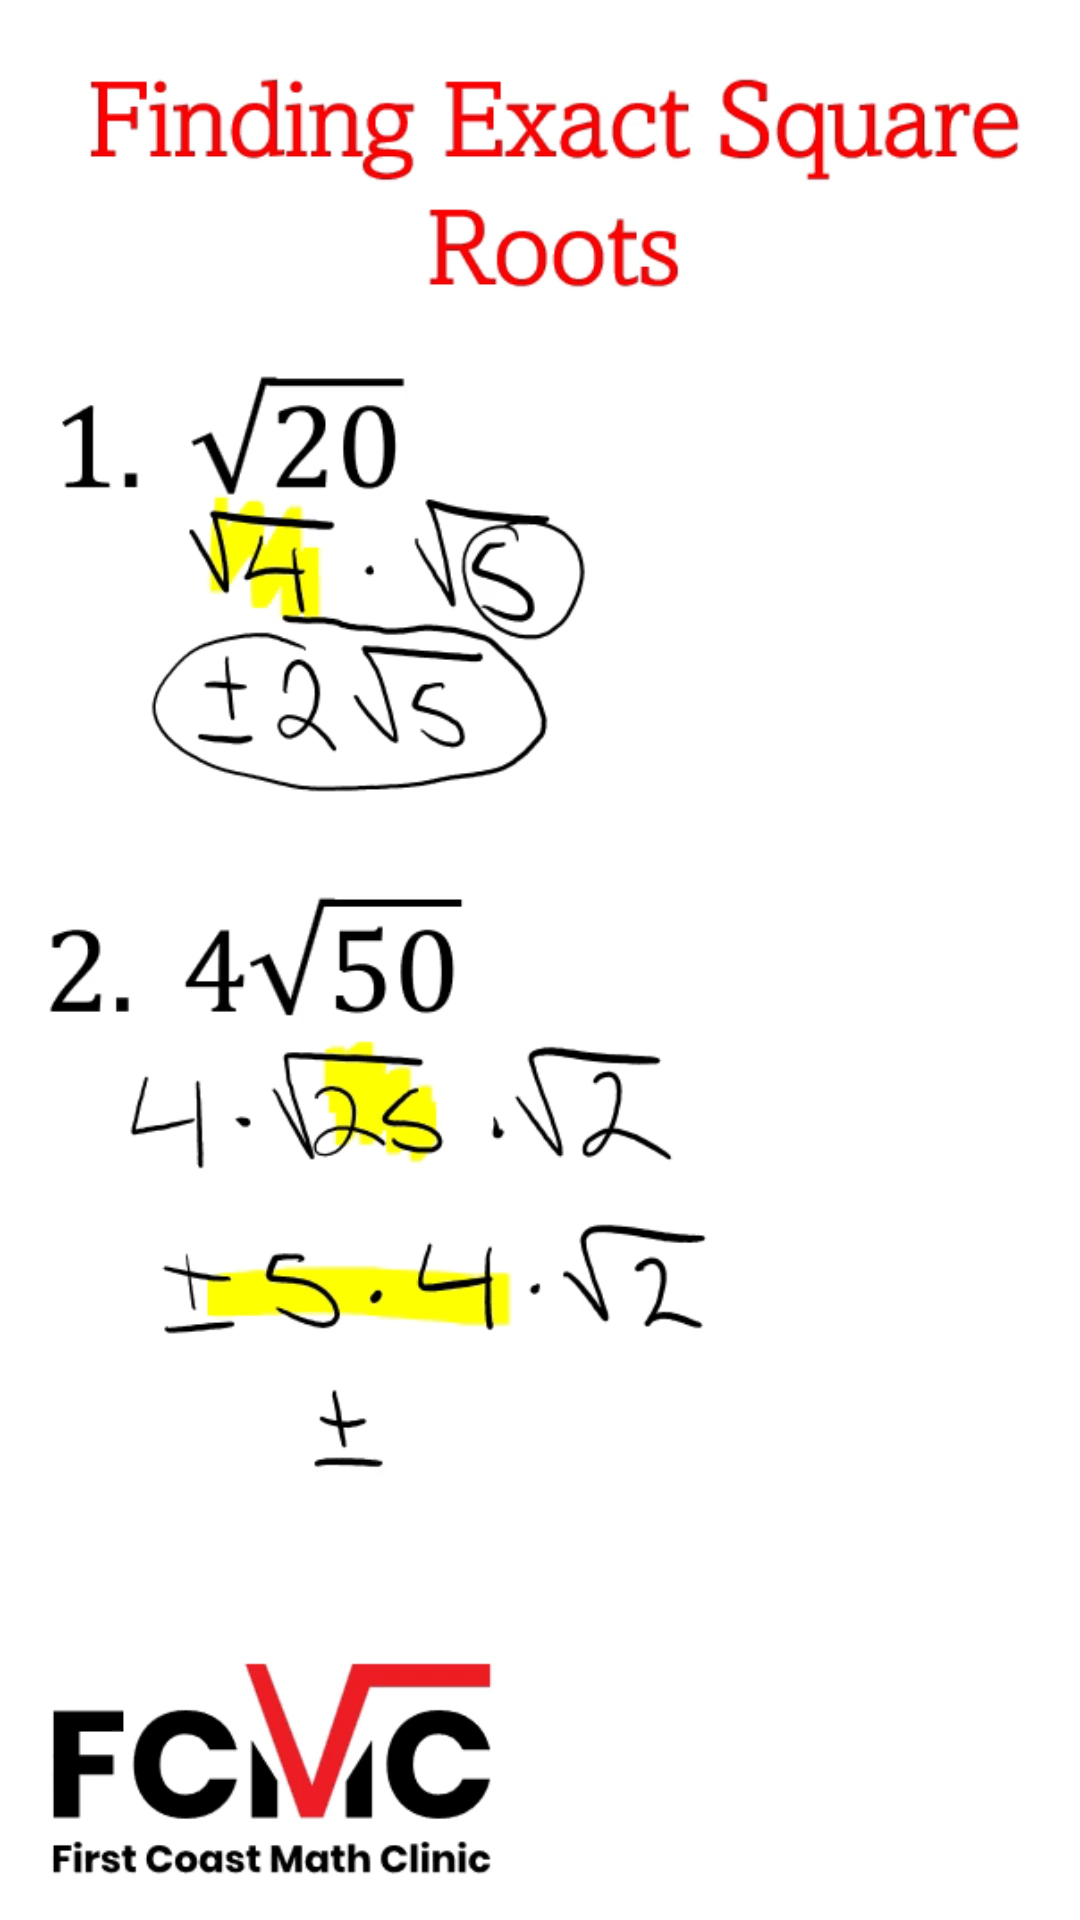 Finding Exact Square
Roots
1. √20
√4 · √5
± 2√5
2. 4√50
4 · √25 · √2
± 5 · 4 · √2
±
FCMC
First Coast Math Clinic